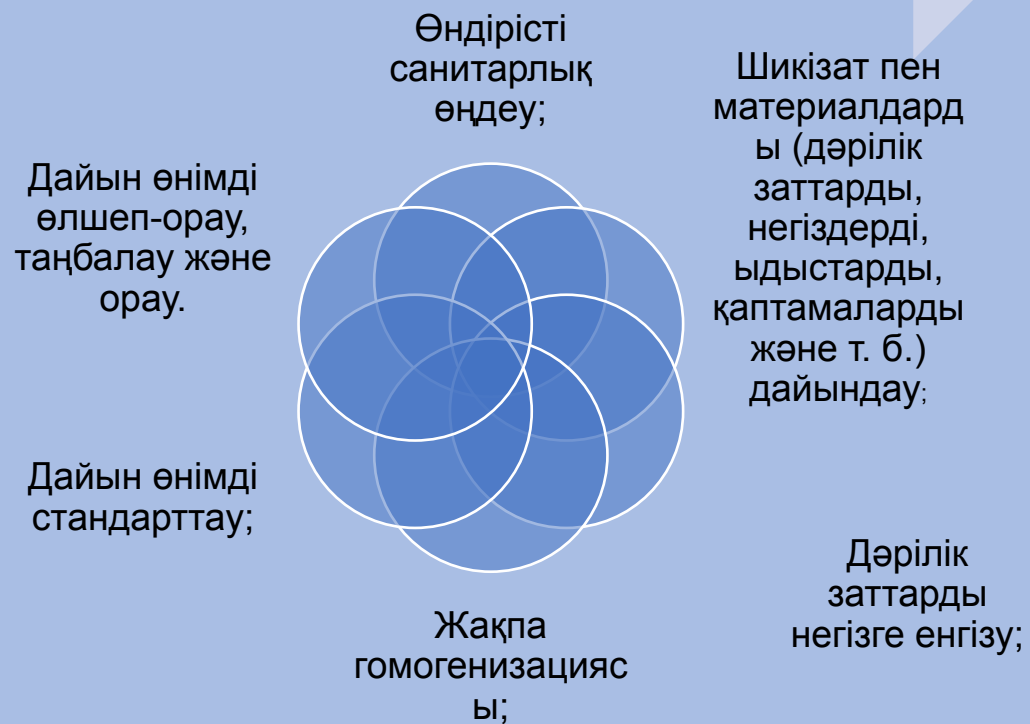 Өндірісті
санитарлық
өңдеу;
Шикізат пен
материалдард
ы (дәрілік
заттарды,
негіздерді,
ыдыстарды,
қаптамаларды
және т. б.)
дайындау;
Дәрілік
заттарды
негізге енгізу;
Жақпа
гомогенизацияс
ы;
Дайын өнімді
стандарттау;
Дайын өнімді
өлшеп-орау,
таңбалау және
орау.